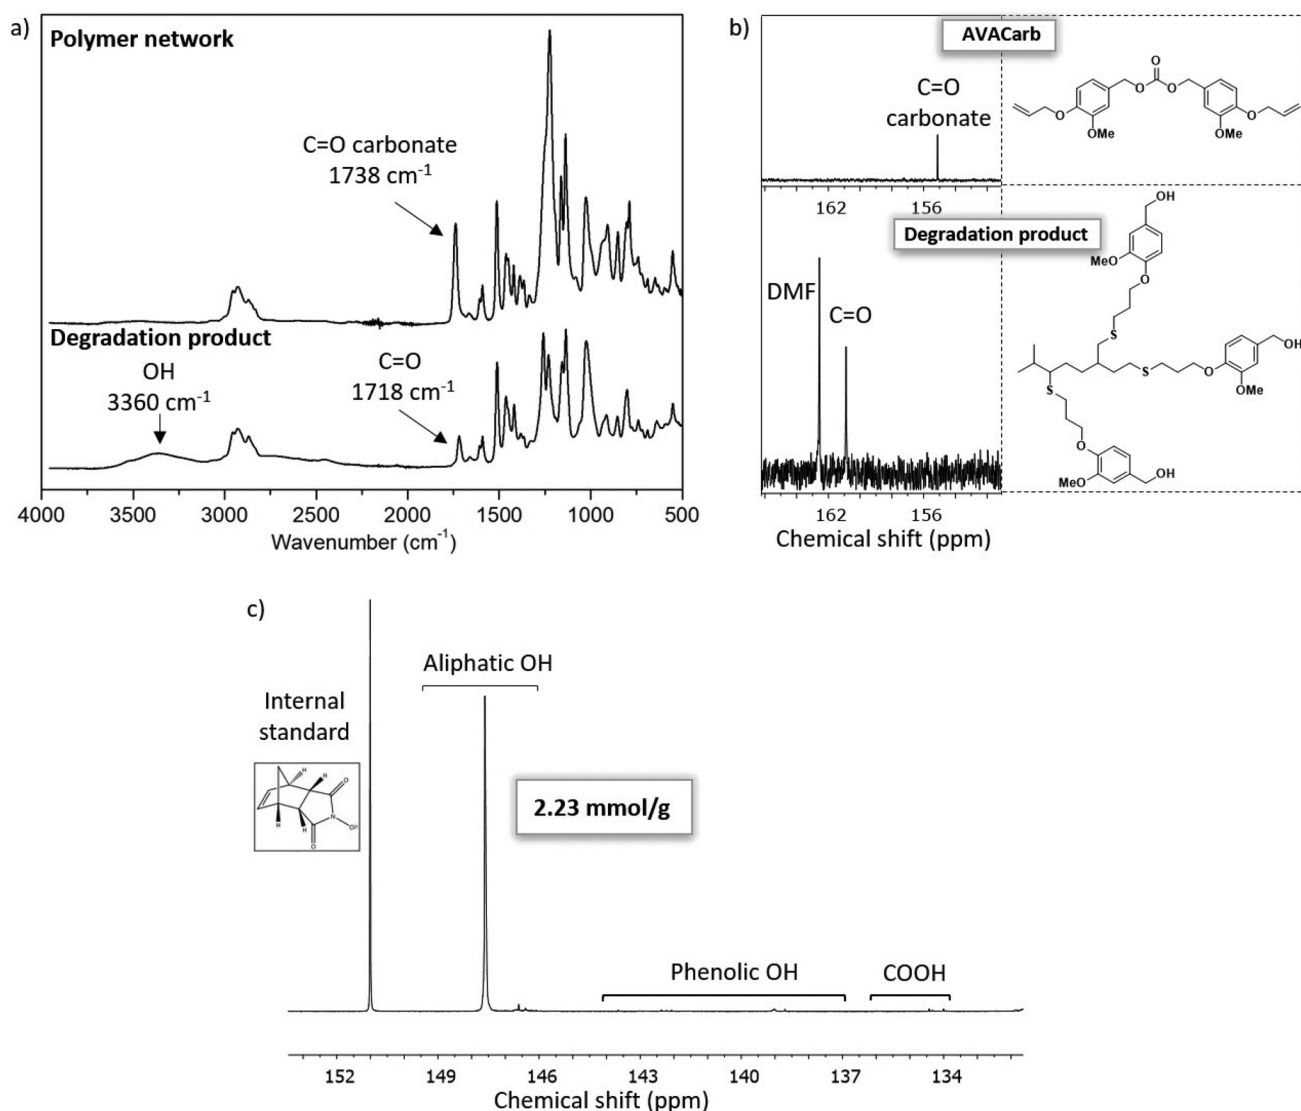 a)
Polymer network
C=O carbonate
1738 cm⁻¹
Degradation product
OH
3360 cm⁻¹
C=O
1718 cm⁻¹
4000 3500 3000 2500 2000 1500 1000 500
Wavenumber (cm⁻¹)
b)
AVACarb
C=O
carbonate
162 156
O
O O
O O
OMe OMe
Degradation product
DMF
C=O
162 156
Chemical shift (ppm)
OH
MeO
O
S
OH
S O
OMe
S
O
MeO OH
c)
Internal
standard
H
H
O
N
H H
O
Aliphatic OH
2.23 mmol/g
Phenolic OH
COOH
152 149 146 143 140 137 134
Chemical shift (ppm)